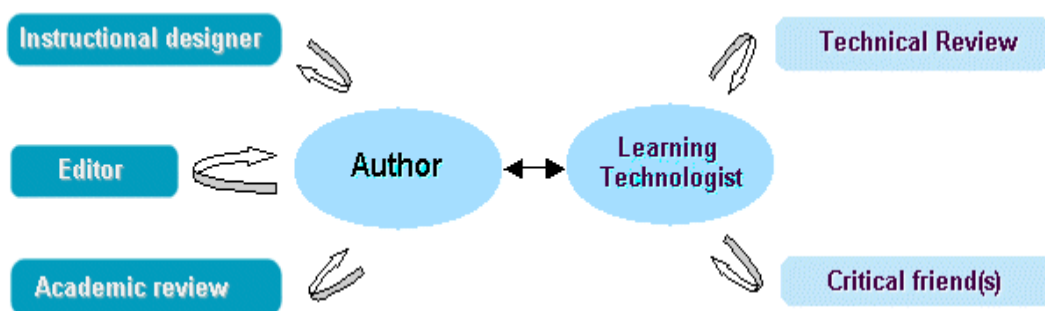 Instructional designer
Technical Review
Editor
Author
Learning
Technologist
Academic review
Critical friend(s)